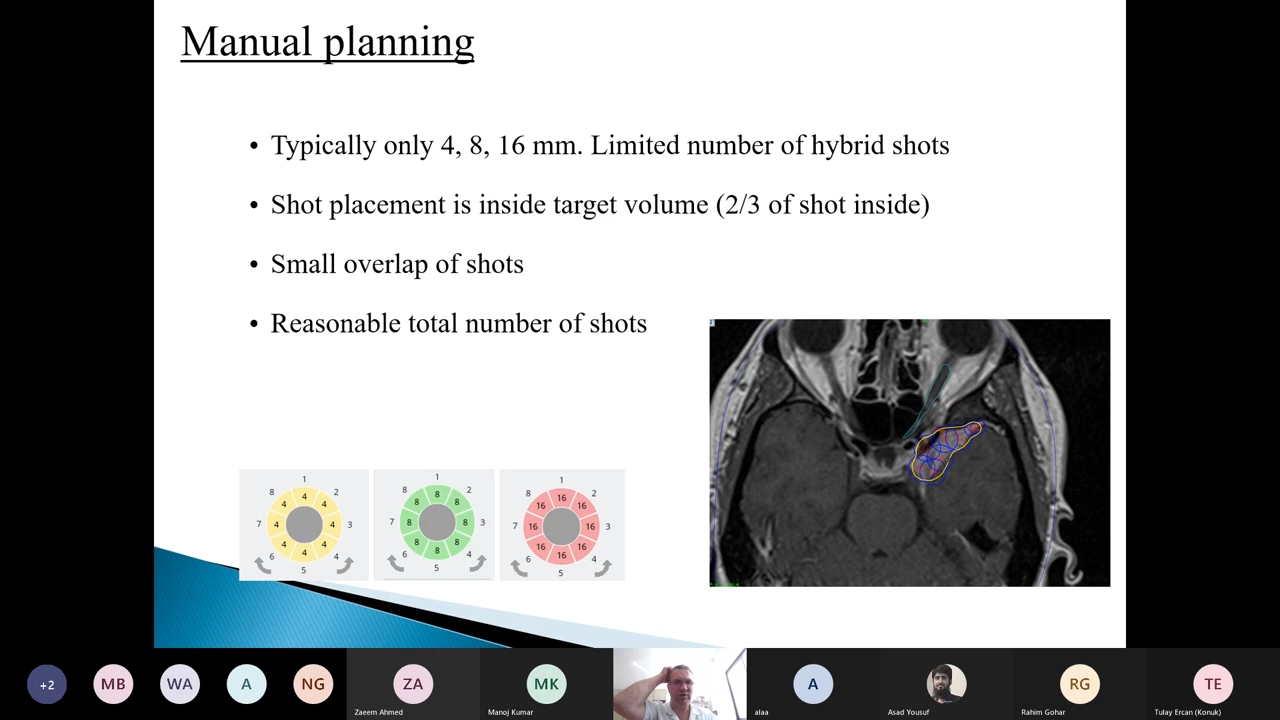 Manual planning
• Typically only 4, 8, 16 mm. Limited number of hybrid shots
• Shot placement is inside target volume (2/3 of shot inside)
• Small overlap of shots
• Reasonable total number of shots
1
8 4 2
4 4
7 4 4 3
4 4
6 4 4
5
1
8 8 2
8 8
7 8 8 3
8 8
6 8 4
5
1
8 16 2
16 16
7 16 16 3
16 16
6 16 4
5
+2 MB WA A NG ZA MK A RG TE
Zaeem Ahmed Manoj Kumar alaa Asad Yousuf Rahim Gohar Tulay Ercan (Konuk)